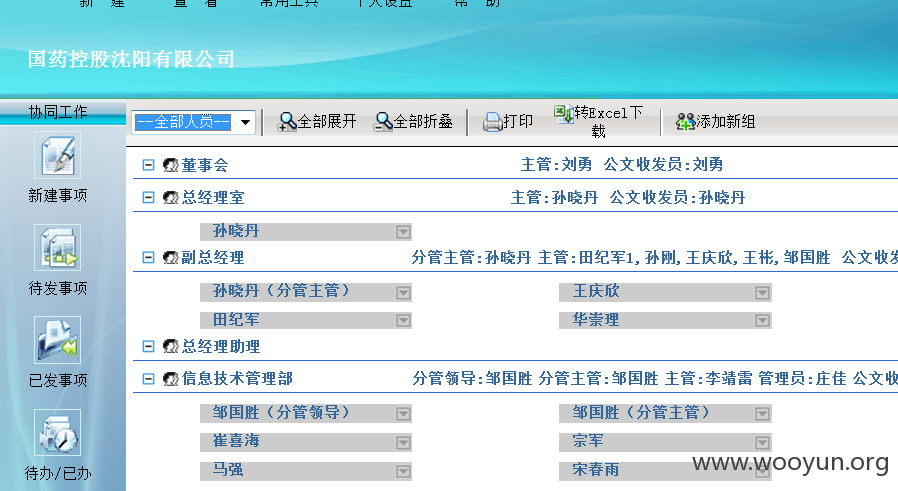 新 建 查 看 常用工具 个人设置 帮 助
国药控股沈阳有限公司
协同工作
--全部人员-- 全部展开 全部折叠 打印 转Excel下载 添加新组
新建事项
待发事项
已发事项
待办/已办
董事会 主管:刘勇 公文收发员:刘勇
总经理室 主管:孙晓丹 公文收发员:孙晓丹
孙晓丹
副总经理 分管主管:孙晓丹 主管:田纪军1,孙刚,王庆欣,王彬,邹国胜 公文收发
孙晓丹（分管主管） 王庆欣
田纪军 华崇理
总经理助理
信息技术管理部 分管领导:邹国胜 分管主管:邹国胜 主管:李靖雷 管理员:庄佳 公文收
邹国胜（分管领导） 邹国胜（分管主管）
崔喜海 宗军
马强 宋春雨
www.wooyun.org